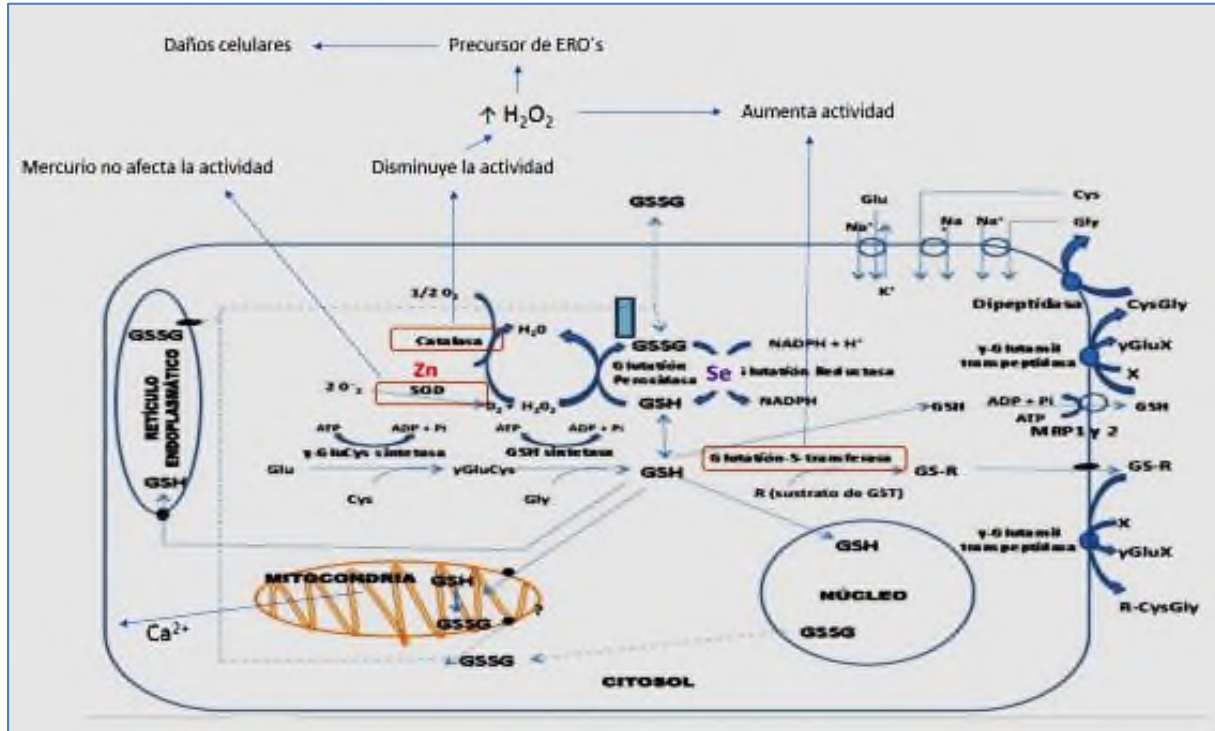 Daños celulares
Precursor de ERO´s
↑ H₂O₂
Aumenta actividad
Mercurio no afecta la actividad
Disminuye la actividad
GSSG
Glu
Cys
Na⁺
Na
Na⁺
Gly
K⁺
1/2 O₂
Dipeptidasa
CysGly
GSSG
Catalasa
H₂O
GSSG
NADPH + H⁺
γGluX
Zn
Glutatión
Peroxidasa
Se
Glutatión Reductasa
γ-Glutamil
transpeptidasa
X
2 O⁻₂
SOD
O₂ + H₂O₂
GSH
NADPH
GSH
ADP + Pi
ATP
GSH
MRP1 y 2
RETÍCULO
ENDOPLASMÁTICO
ATP
ADP + Pi
ATP
ADP + Pi
γ-GluCys sintetasa
GSH sintetasa
Glutatión-S-transferasa
Glu
γGluCys
GSH
GS-R
GS-R
GSH
Cys
Gly
R (sustrato de GST)
X
γ-Glutamil
transpeptidasa
γGluX
GSH
MITOCONDRIA
GSH
NÚCLEO
R-CysGly
GSSG
?
Ca²⁺
GSSG
GSSG
CITOSOL